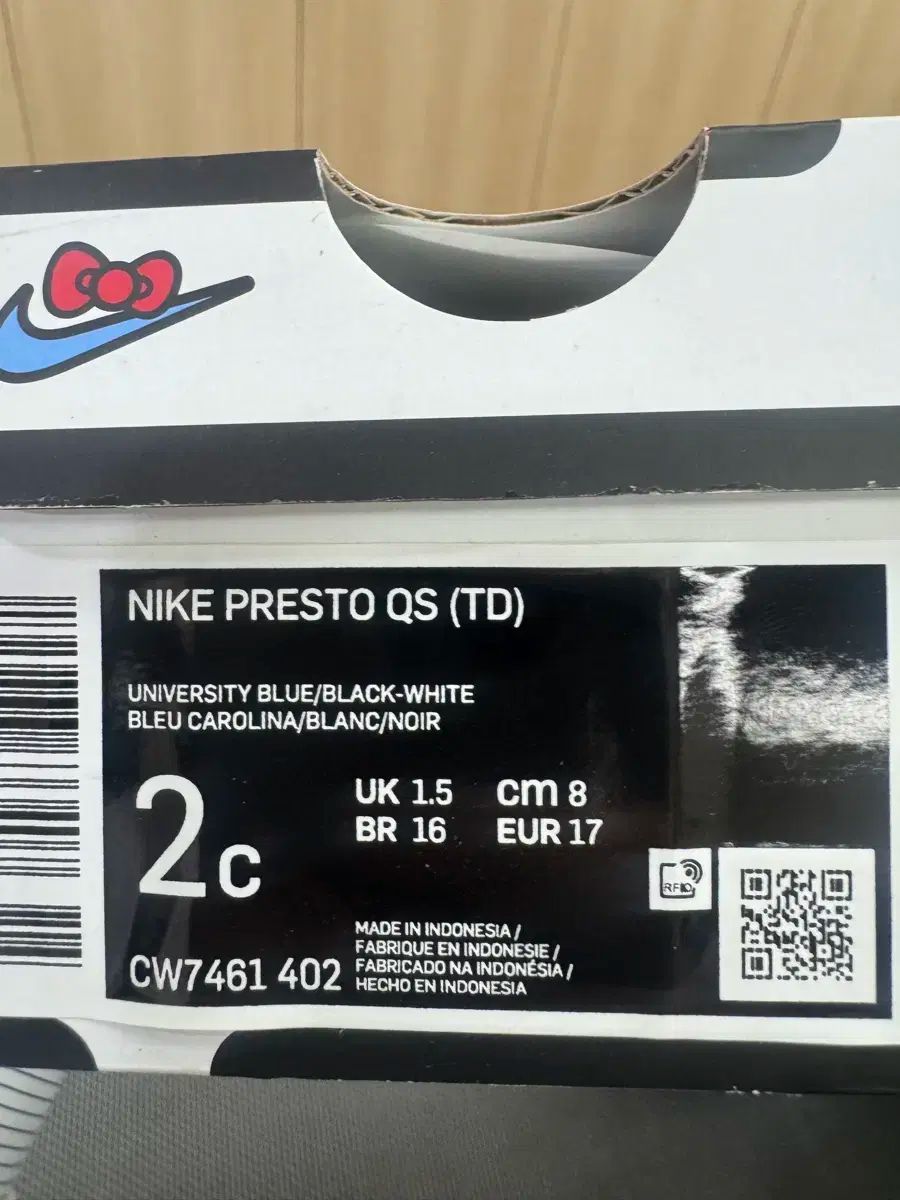 NIKE PRESTO QS (TD)
UNIVERSITY BLUE/BLACK-WHITE
BLEU CAROLINA/BLANC/NOIR
2c
UK 1.5 cm 8
BR 16 EUR 17
RFID
MADE IN INDONESIA /
FABRIQUE EN INDONESIE /
FABRICADO NA INDONÉSIA /
HECHO EN INDONESIA
CW7461 402